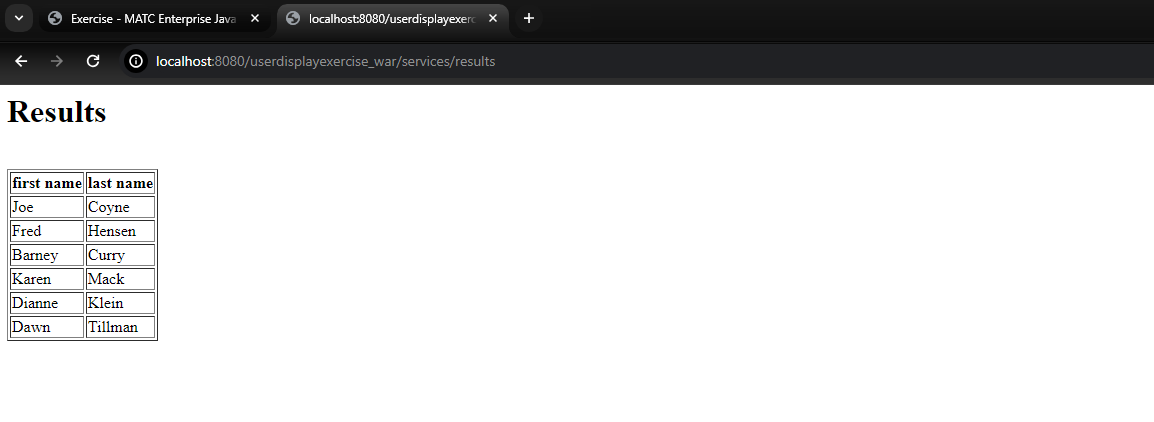 Exercise - MATC Enterprise Java
localhost:8080/userdisplayexerc
localhost:8080/userdisplayexercise_war/services/results
Results
first name last name
Joe Coyne
Fred Hensen
Barney Curry
Karen Mack
Dianne Klein
Dawn Tillman